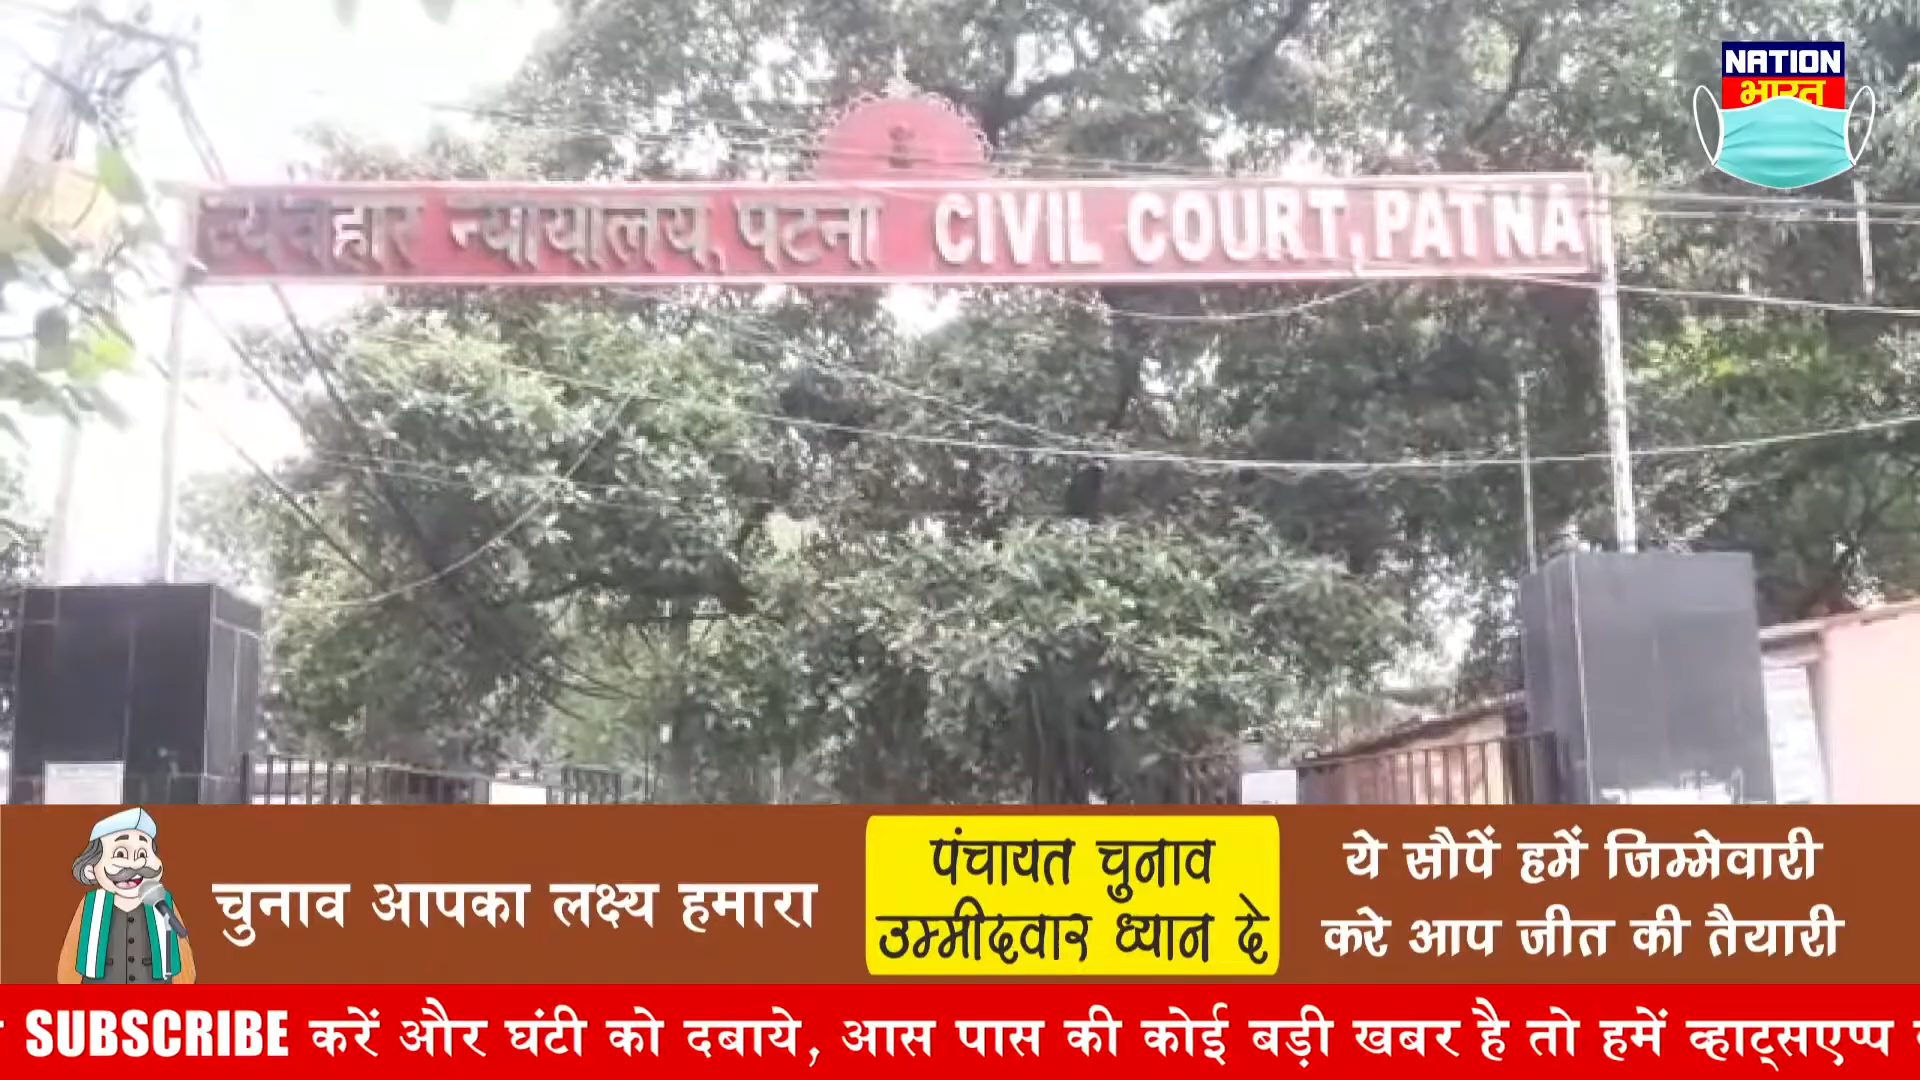 NATION
भारत
व्यवहार न्यायालय, पटना CIVIL COURT, PATNA
चुनाव आपका लक्ष्य हमारा
पंचायत चुनाव
उम्मीदवार ध्यान दे
ये सौपें हमें जिम्मेवारी
करे आप जीत की तैयारी
SUBSCRIBE करें और घंटी को दबाये, आस पास की कोई बड़ी खबर है तो हमें व्हाट्सएप्प